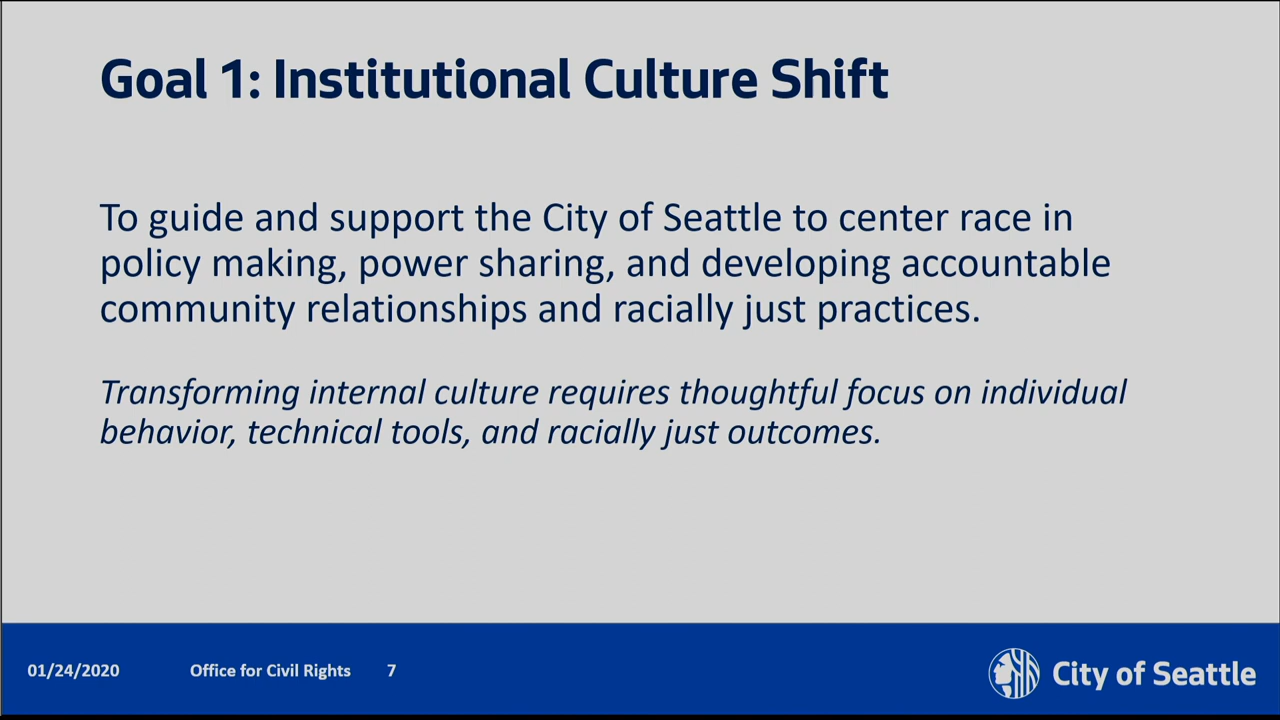 Goal 1: Institutional Culture Shift
To guide and support the City of Seattle to center race in
policy making, power sharing, and developing accountable
community relationships and racially just practices.
Transforming internal culture requires thoughtful focus on individual
behavior, technical tools, and racially just outcomes.
01/24/2020 Office for Civil Rights 7 City of Seattle